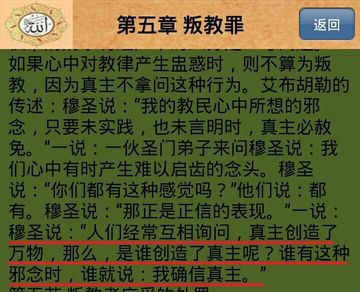 第五章 叛教罪
返回
如果心中对教律产生蛊惑时，则不算为叛
教，因为真主不拿问这种行为。艾布胡勒的
传述：穆圣说：“我的教民心中所想的邪
念，只要未实践，也未言明时，真主必赦
免。”一说：一伙圣门弟子来问穆圣说：我
们心中有时产生难以启齿的念头。穆圣
说：“你们都有这种感觉吗？”他们说：都
有。穆圣说：“那正是正信的表现。”一说：
穆圣说：“人们经常互相询问，真主创造了
万物，那么，是谁创造了真主呢？谁有这种
邪念时，谁就说：我确信真主。”